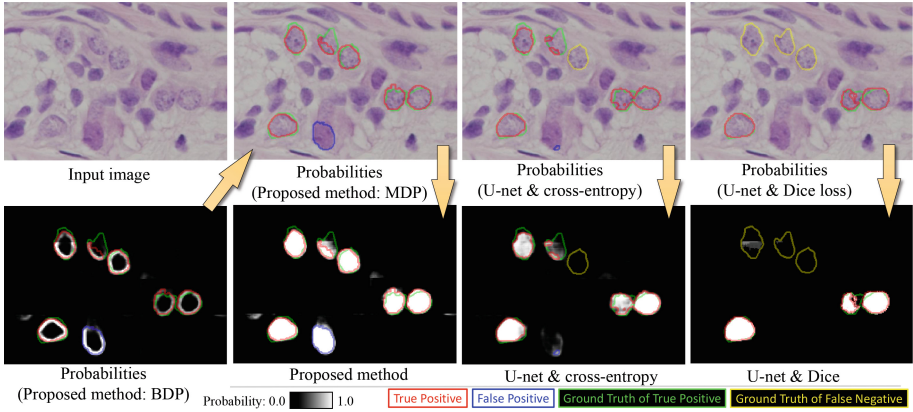 Input image
Probabilities
(Proposed method: MDP)
Probabilities
(U-net & cross-entropy)
Probabilities
(U-net & Dice loss)
Probabilities
(Proposed method: BDP)
Proposed method
U-net & cross-entropy
U-net & Dice
Probability: 0.0 1.0
True Positive
False Positive
Ground Truth of True Positive
Ground Truth of False Negative